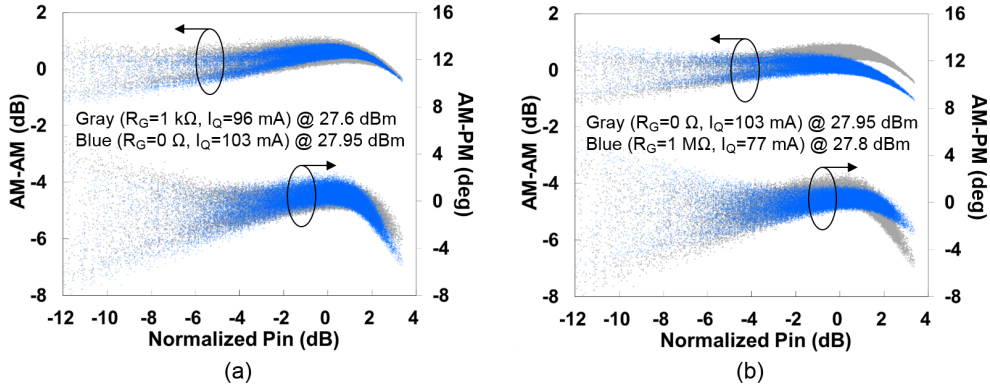 2
0
-2
-4
-6
-8
AM-AM (dB)
16
12
8
4
0
-4
-8
AM-PM (deg)
Gray (RG=1 kΩ, IQ=96 mA) @ 27.6 dBm
Blue (RG=0 Ω, IQ=103 mA) @ 27.95 dBm
-12 -10 -8 -6 -4 -2 0 2 4
Normalized Pin (dB)
(a)
2
0
-2
-4
-6
-8
AM-AM (dB)
16
12
8
4
0
-4
-8
AM-PM (deg)
Gray (RG=0 Ω, IQ=103 mA) @ 27.95 dBm
Blue (RG=1 MΩ, IQ=77 mA) @ 27.8 dBm
-12 -10 -8 -6 -4 -2 0 2 4
Normalized Pin (dB)
(b)